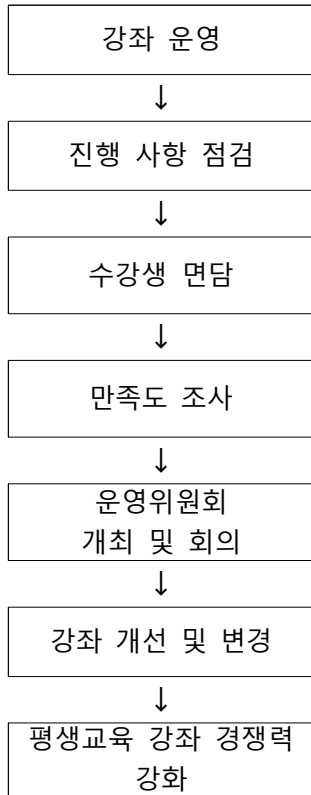 강좌 운영
↓
진행 사항 점검
↓
수강생 면담
↓
만족도 조사
↓
운영위원회
개최 및 회의
↓
강좌 개선 및 변경
↓
평생교육 강좌 경쟁력
강화